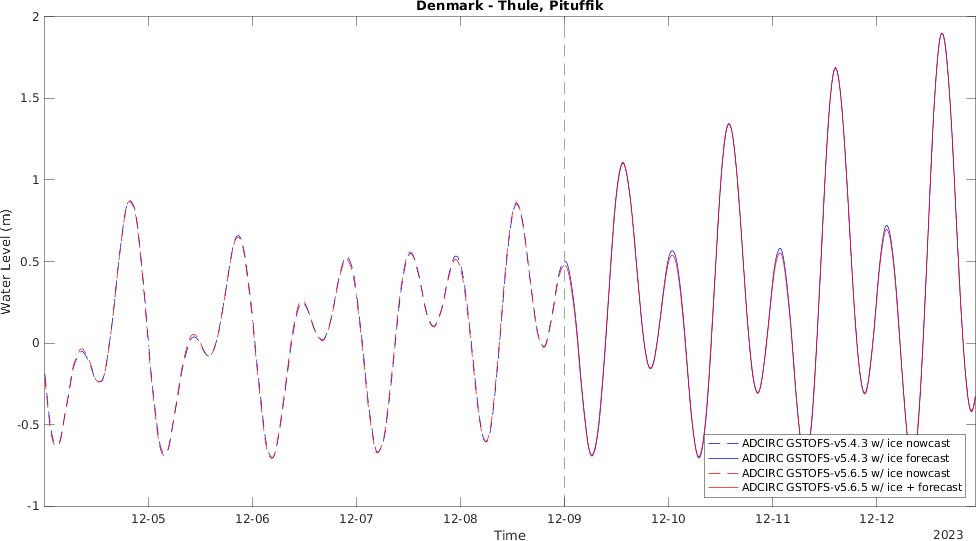 Denmark - Thule, Pituffik
2
1.5
1
0.5
0
-0.5
-1
Water Level (m)
12-05 12-06 12-07 12-08 12-09 12-10 12-11 12-12
Time
2023
ADCIRC GSTOFS-v5.4.3 w/ ice nowcast
ADCIRC GSTOFS-v5.4.3 w/ ice forecast
ADCIRC GSTOFS-v5.6.5 w/ ice nowcast
ADCIRC GSTOFS-v5.6.5 w/ ice + forecast